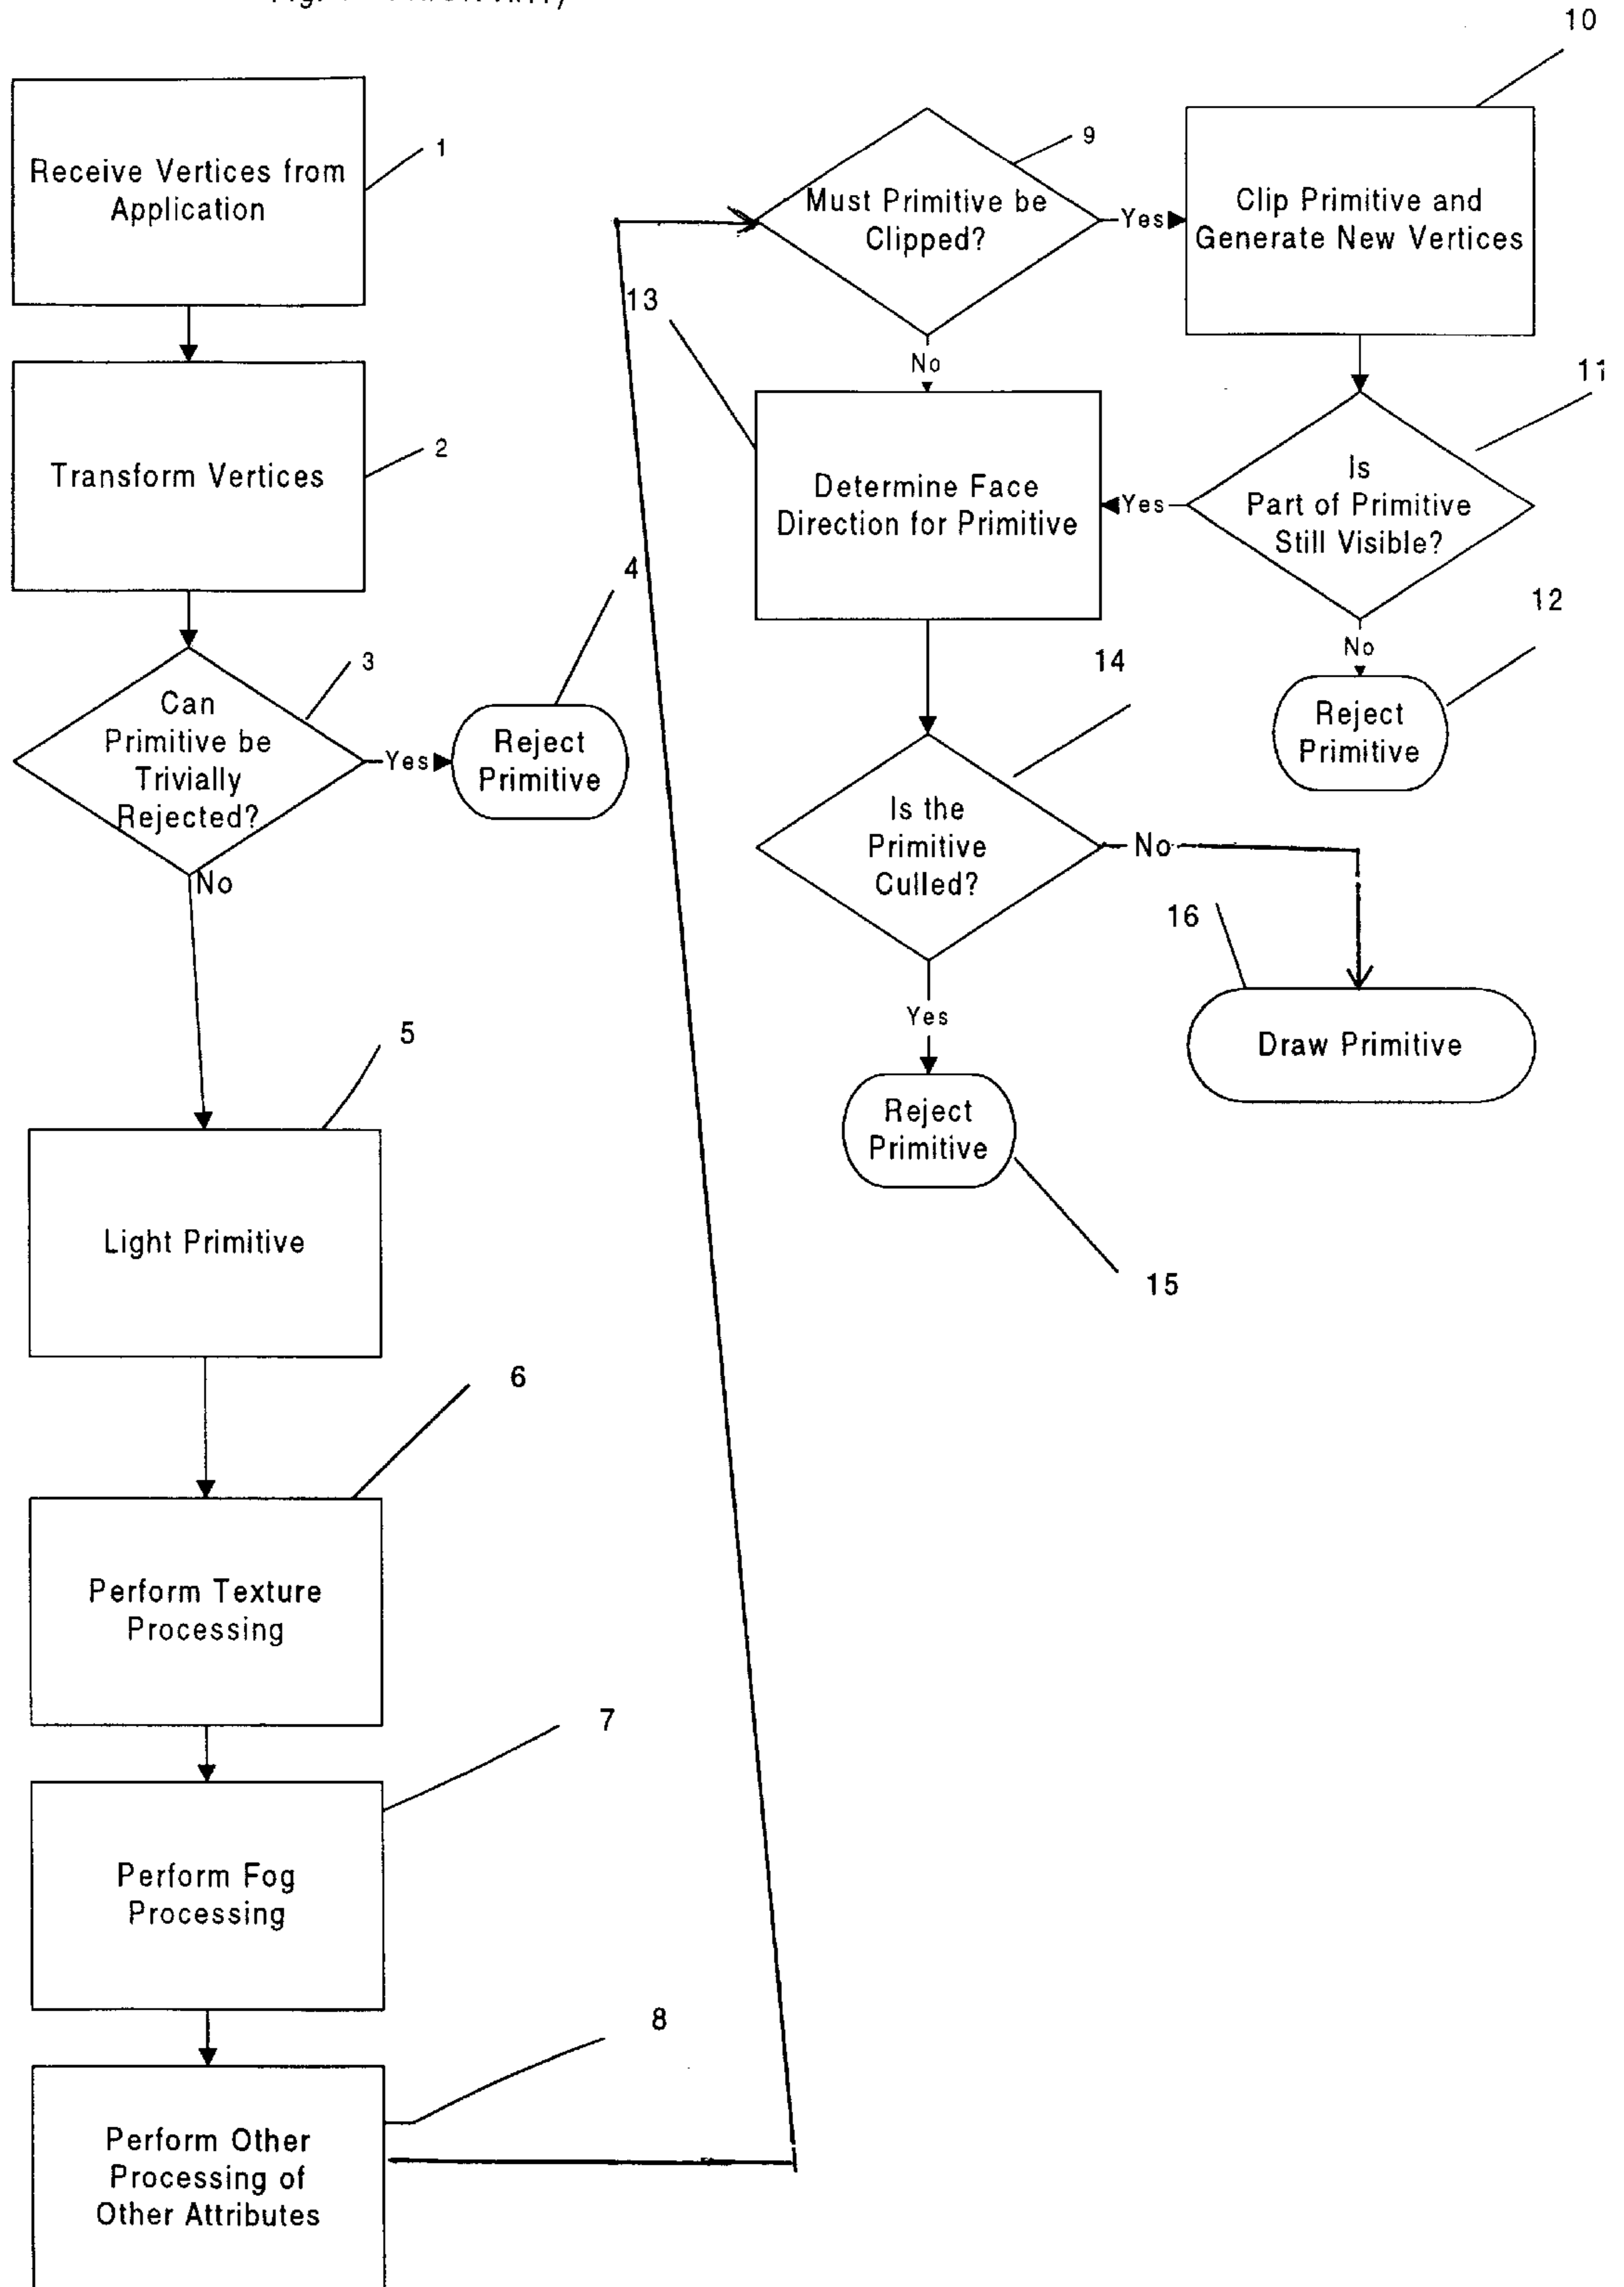 Receive Vertices from
Application
1
Transform Vertices
2
Can
Primitive be
Trivially
Rejected?
3
Yes
Reject
Primitive
4
No
Light Primitive
5
Perform Texture
Processing
6
Perform Fog
Processing
7
Perform Other
Processing of
Other Attributes
8
Must Primitive be
Clipped?
9
Yes
Clip Primitive and
Generate New Vertices
10
No
Is
Part of Primitive
Still Visible?
11
Yes
No
Reject
Primitive
12
Determine Face
Direction for Primitive
13
Is the
Primitive
Culled?
14
Yes
Reject
Primitive
15
No
Draw Primitive
16